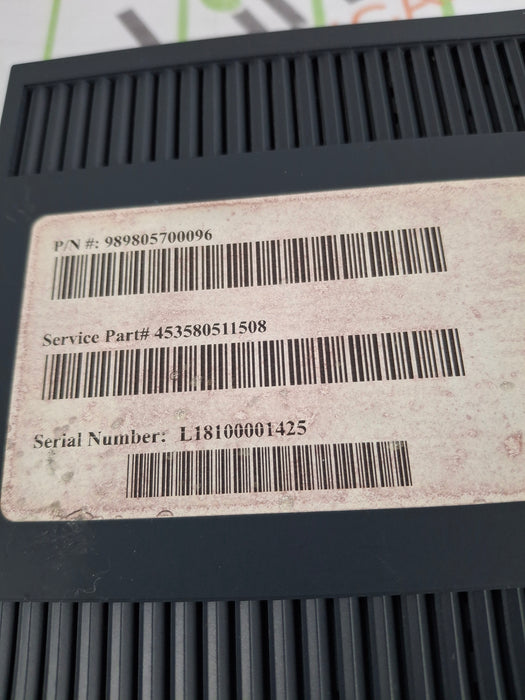 P/N #: 989805700096
Service Part# 453580511508
Serial Number: L18100001425